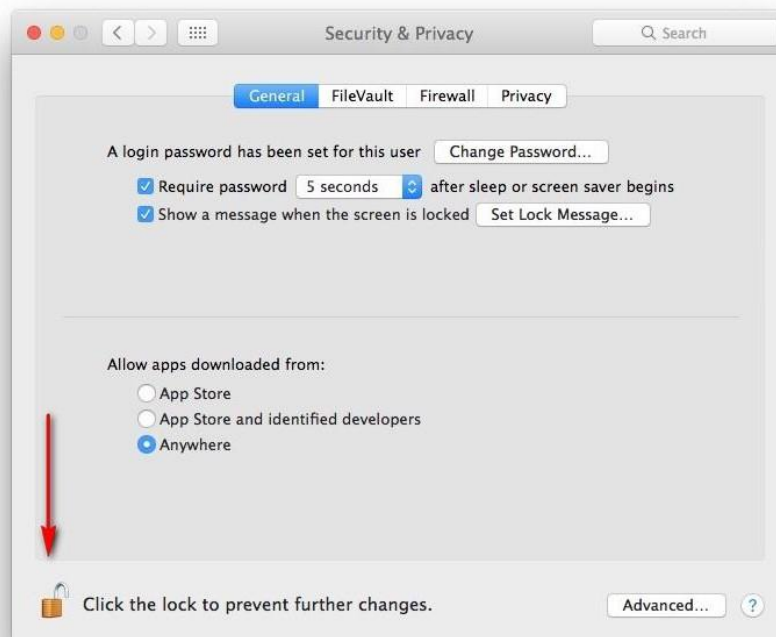 Security & Privacy
Search
General FileVault Firewall Privacy
A login password has been set for this user Change Password...
Require password 5 seconds after sleep or screen saver begins
Show a message when the screen is locked Set Lock Message...
Allow apps downloaded from:
App Store
App Store and identified developers
Anywhere
Click the lock to prevent further changes. Advanced... ?